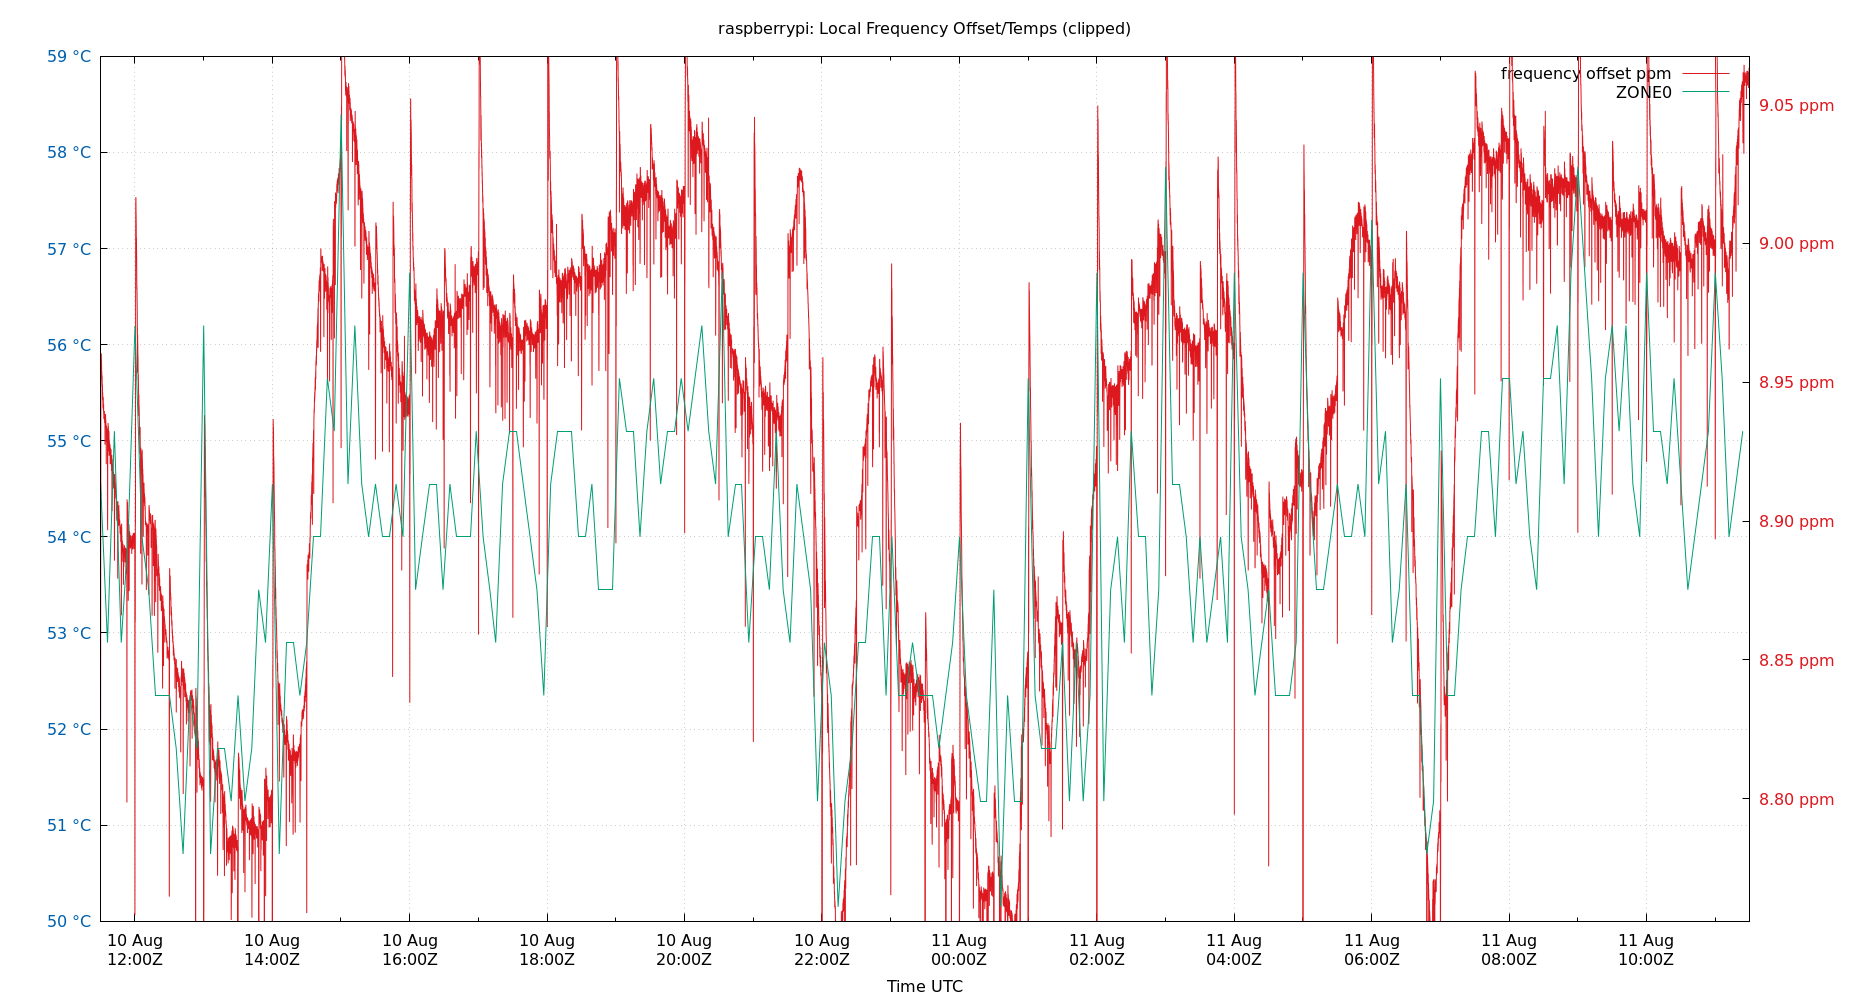 raspberrypi: Local Frequency Offset/Temps (clipped)
59 °C
58 °C
57 °C
56 °C
55 °C
54 °C
53 °C
52 °C
51 °C
50 °C
frequency offset ppm
ZONE0
9.05 ppm
9.00 ppm
8.95 ppm
8.90 ppm
8.85 ppm
8.80 ppm
10 Aug 10 Aug 10 Aug 10 Aug 10 Aug 10 Aug 11 Aug 11 Aug 11 Aug 11 Aug 11 Aug 11 Aug
12:00Z 14:00Z 16:00Z 18:00Z 20:00Z 22:00Z 00:00Z 02:00Z 04:00Z 06:00Z 08:00Z 10:00Z
Time UTC